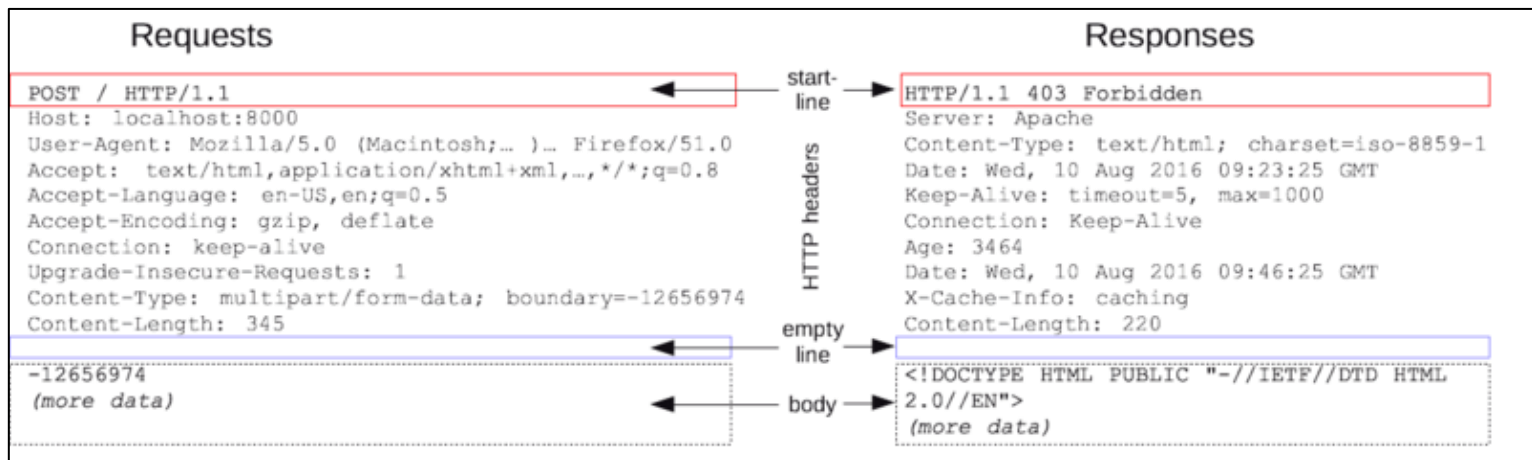 Requests
POST / HTTP/1.1
Host: localhost:8000
User-Agent: Mozilla/5.0 (Macintosh;… )… Firefox/51.0
Accept: text/html,application/xhtml+xml,…,*/*;q=0.8
Accept-Language: en-US,en;q=0.5
Accept-Encoding: gzip, deflate
Connection: keep-alive
Upgrade-Insecure-Requests: 1
Content-Type: multipart/form-data; boundary=-12656974
Content-Length: 345
-12656974
(more data)
start-
line
HTTP headers
empty
line
body
Responses
HTTP/1.1 403 Forbidden
Server: Apache
Content-Type: text/html; charset=iso-8859-1
Date: Wed, 10 Aug 2016 09:23:25 GMT
Keep-Alive: timeout=5, max=1000
Connection: Keep-Alive
Age: 3464
Date: Wed, 10 Aug 2016 09:46:25 GMT
X-Cache-Info: caching
Content-Length: 220
<!DOCTYPE HTML PUBLIC "-//IETF//DTD HTML
2.0//EN">
(more data)